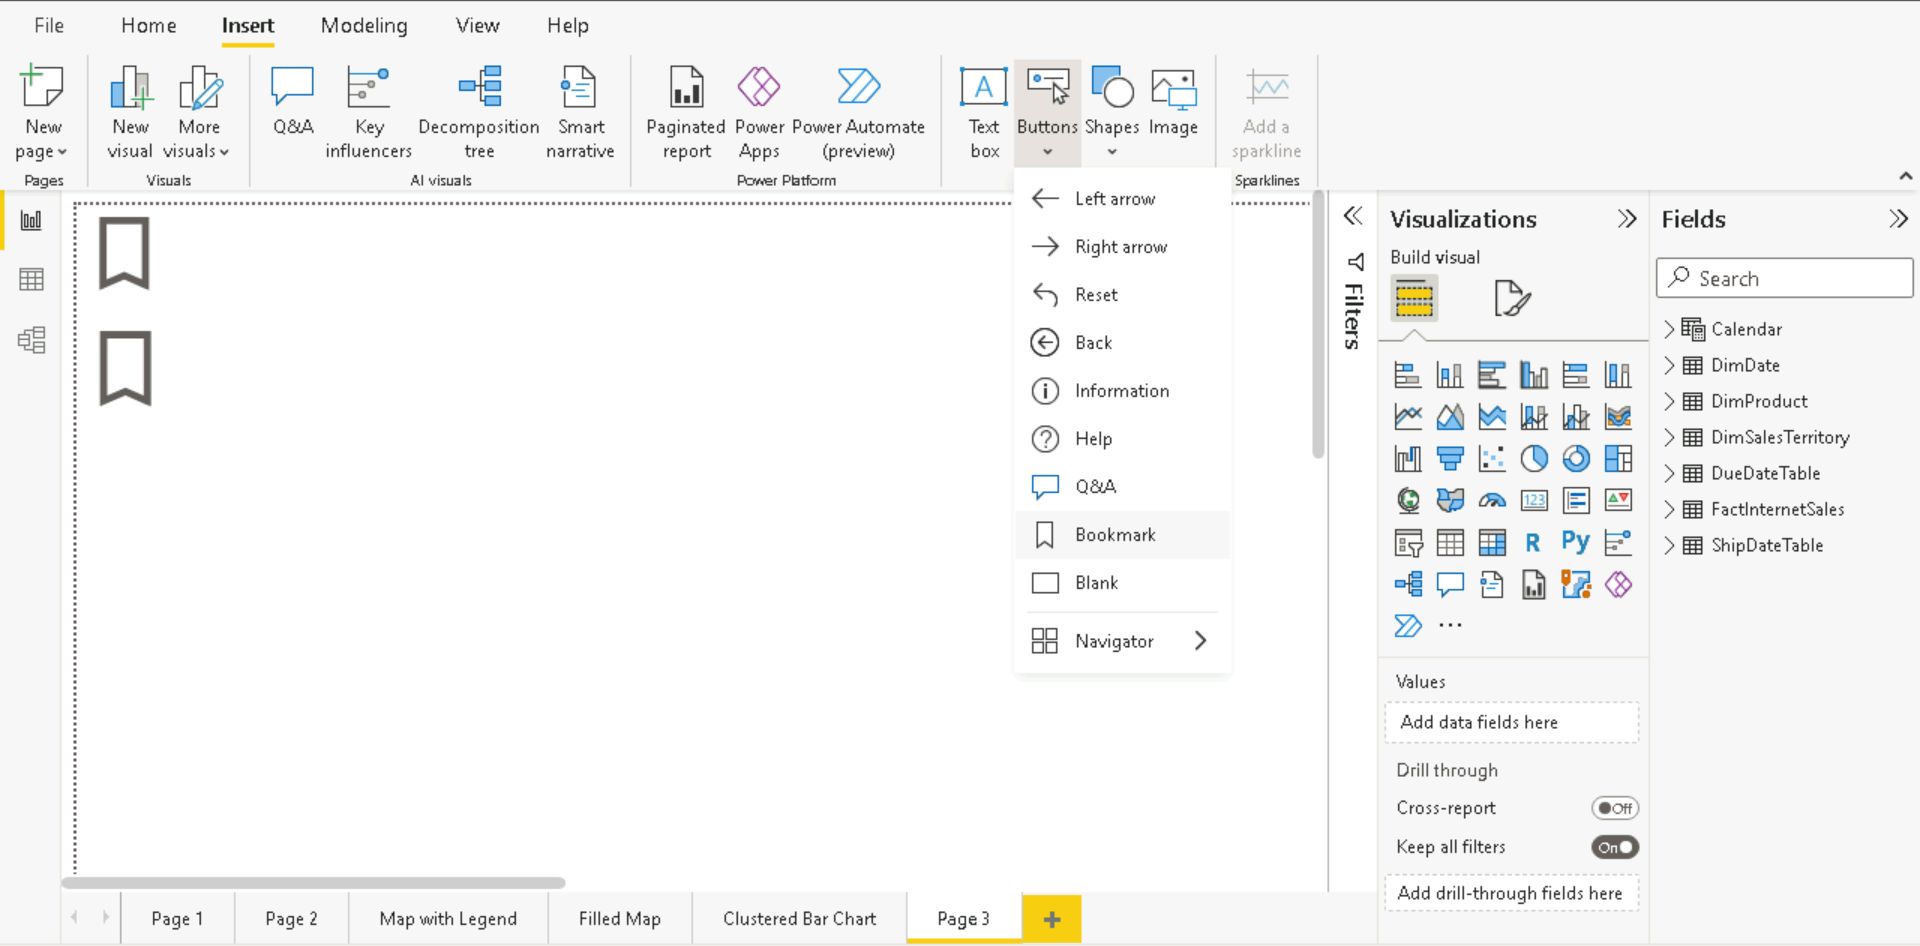 File Home Insert Modeling View Help
New page
Pages
New visual
More visuals
Visuals
Q&A
Key influencers
Decomposition tree
Smart narrative
AI visuals
Paginated report
Power Apps
Power Automate (preview)
Power Platform
A
Text box
Buttons
Shapes
Image
Add a sparkline
Sparklines
Left arrow
Right arrow
Reset
Back
Information
Help
Q&A
Bookmark
Blank
Navigator
Filters
Visualizations
Build visual
123
R
Py
...
Values
Add data fields here
Drill through
Cross-report
Off
Keep all filters
On
Add drill-through fields here
Fields
Search
Calendar
DimDate
DimProduct
DimSalesTerritory
DueDateTable
FactInternetSales
ShipDateTable
Page 1 Page 2 Map with Legend Filled Map Clustered Bar Chart Page 3 +